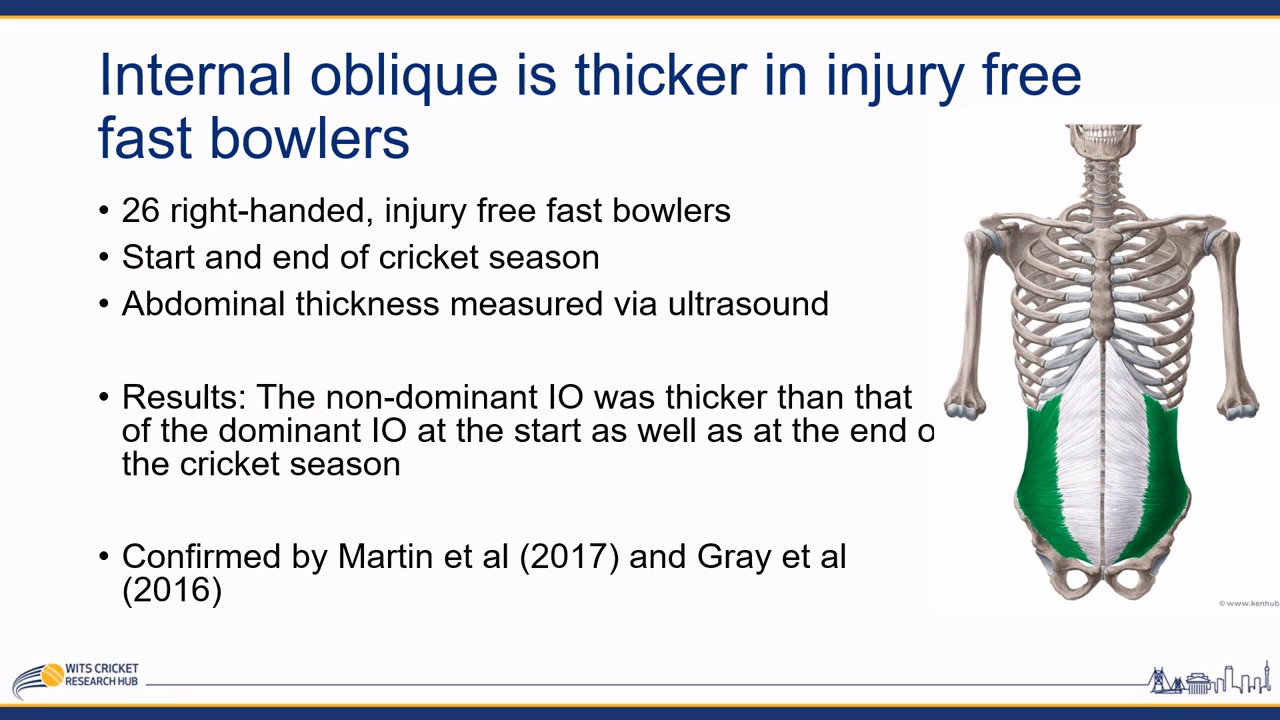 Internal oblique is thicker in injury free
fast bowlers
• 26 right-handed, injury free fast bowlers
• Start and end of cricket season
• Abdominal thickness measured via ultrasound
• Results: The non-dominant IO was thicker than that
of the dominant IO at the start as well as at the end o
the cricket season
• Confirmed by Martin et al (2017) and Gray et al
(2016)
© www.kenhub
WITS CRICKET
RESEARCH HUB